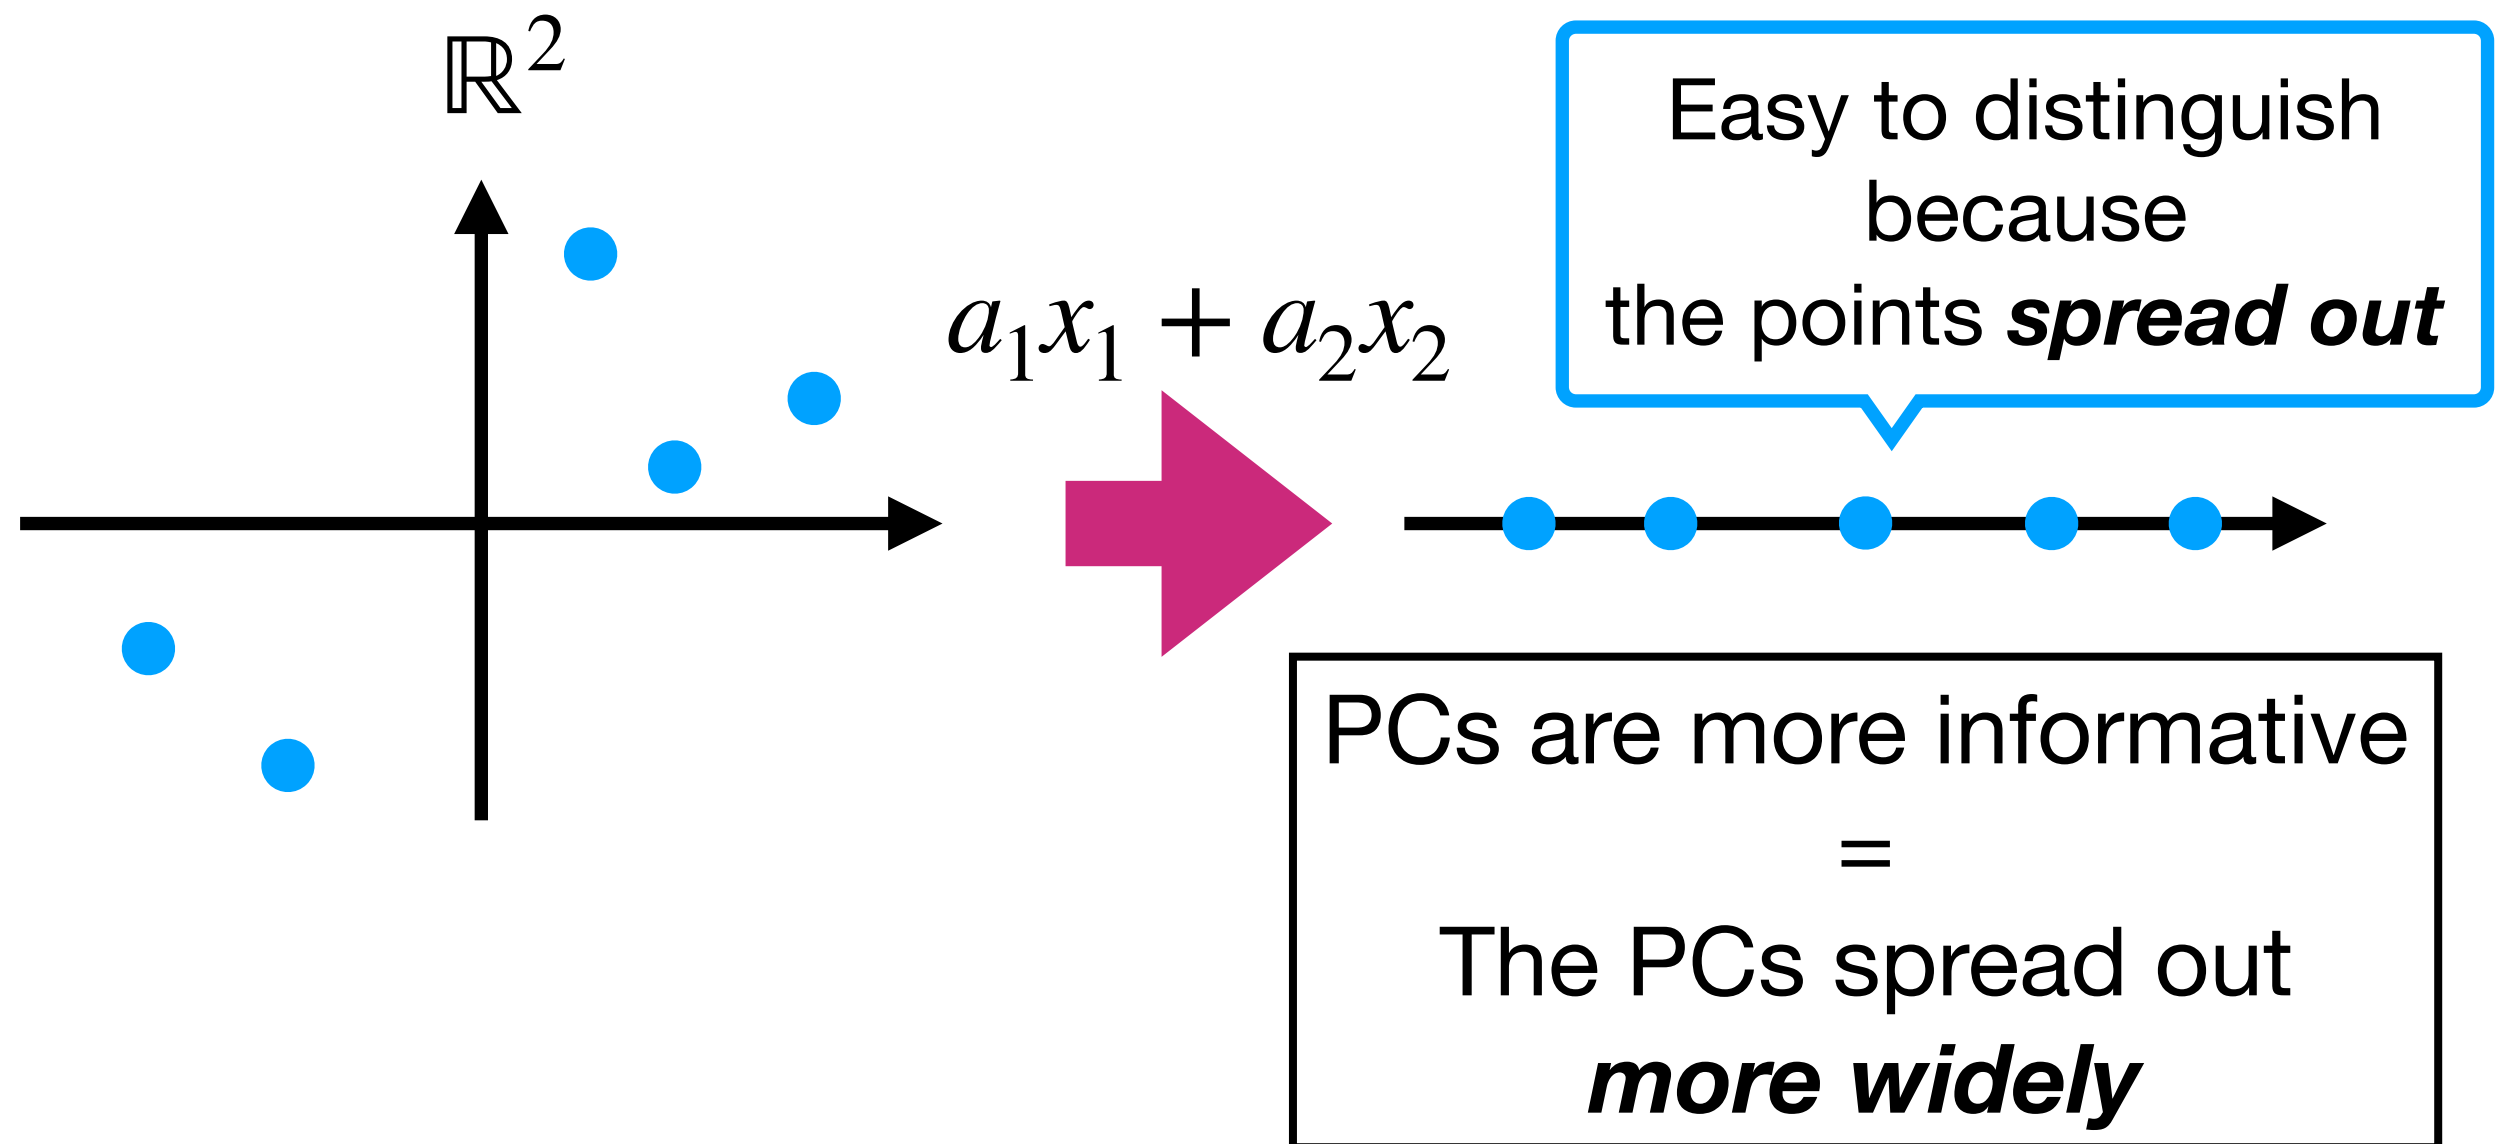 ℝ²
a₁x₁ + a₂x₂
Easy to distinguish
because
the points spread out
PCs are more informative
=
The PCs spread out
more widely